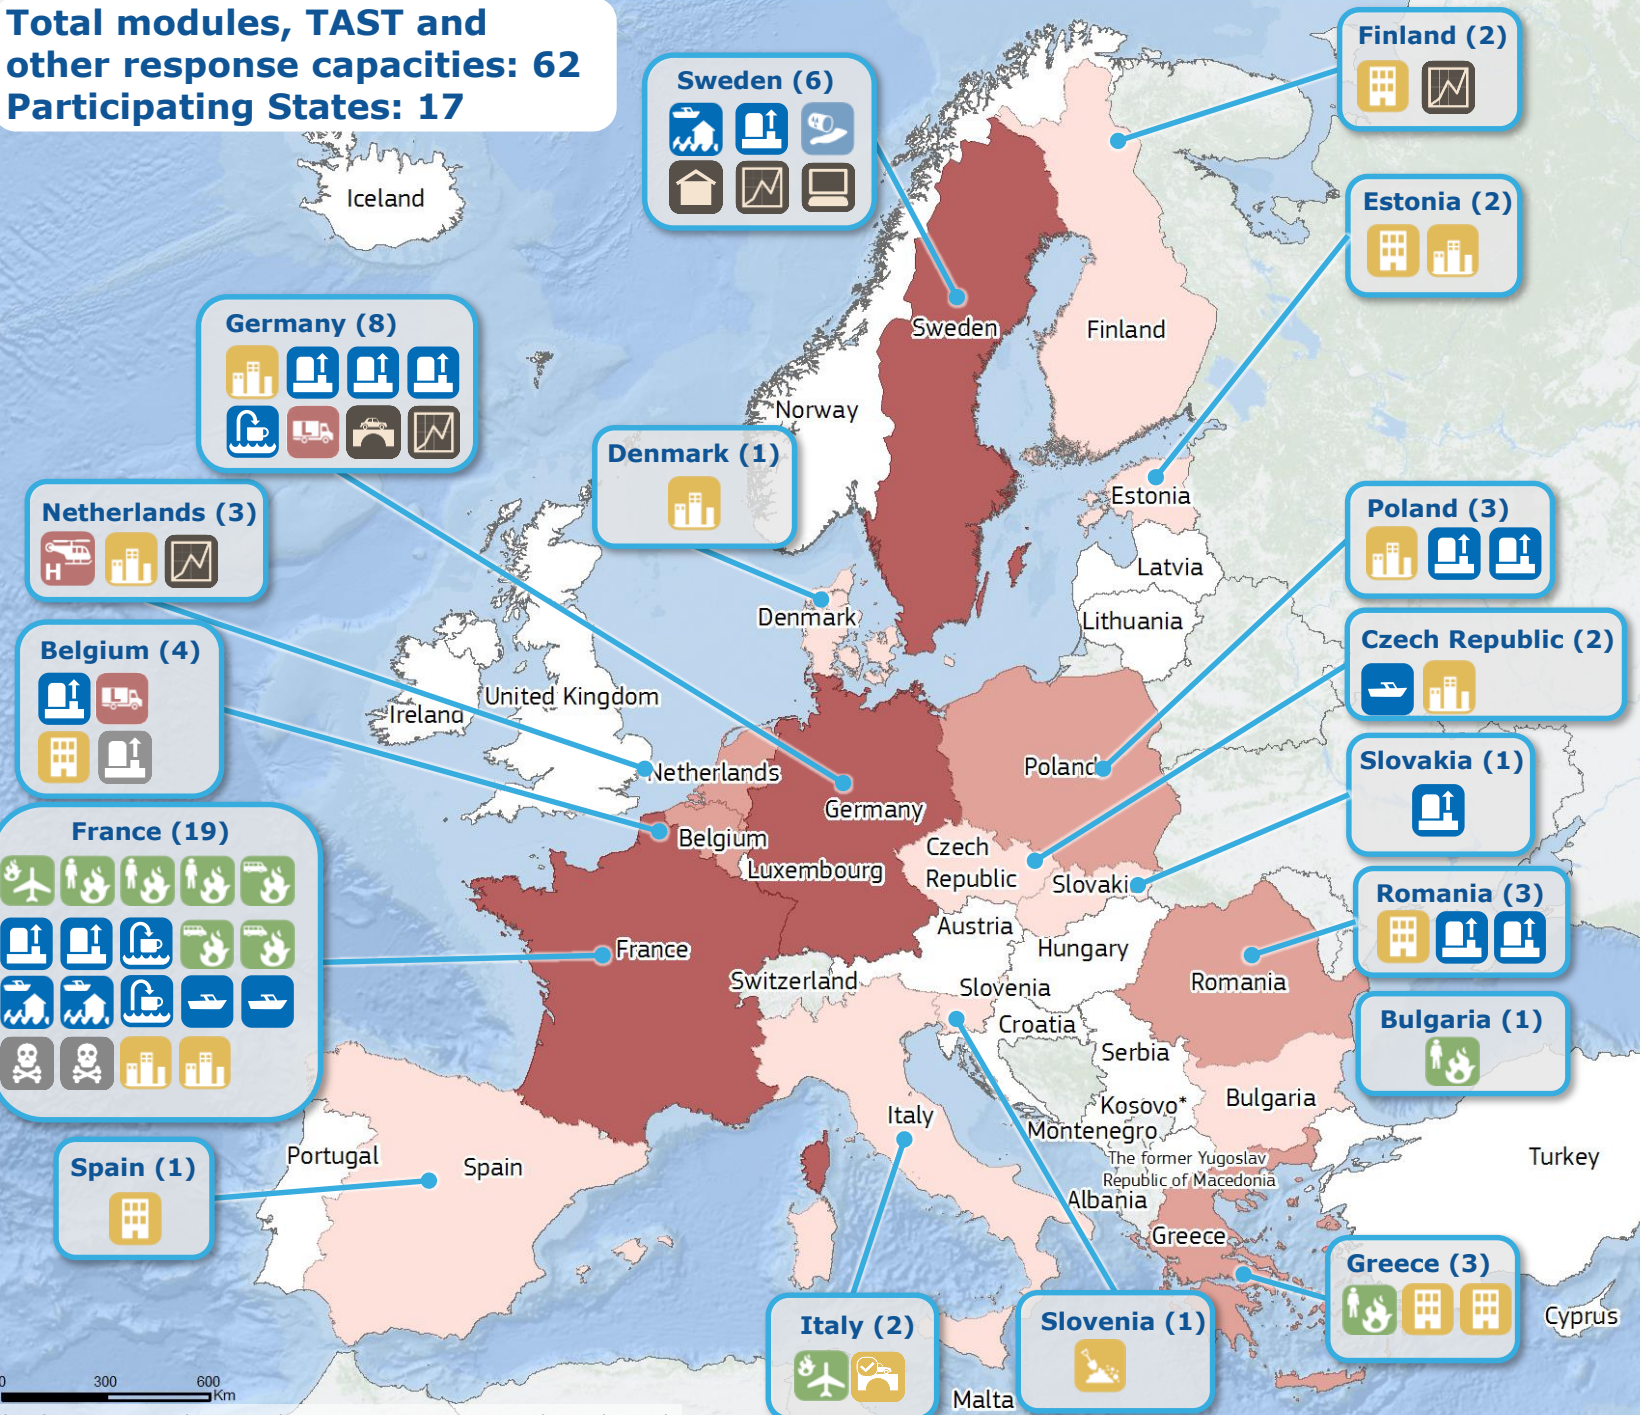 Total modules, TAST and
other response capacities: 62
Participating States: 17
Finland (2)
Sweden (6)
Estonia (2)
Iceland
Germany (8)
Sweden
Finland
Norway
Denmark (1)
Estonia
Netherlands (3)
H
Poland (3)
Latvia
Denmark
Lithuania
Belgium (4)
Czech Republic (2)
United Kingdom
Ireland
Slovakia (1)
Netherlands
Poland
Germany
France (19)
Belgium
Czech
Republic
Luxembourg
Slovaki
Romania (3)
Austria
France
Hungary
Switzerland
Slovenia
Romania
Croatia
Bulgaria (1)
Serbia
Bulgaria
Kosovo*
Italy
Montenegro
Portugal
The former Yugoslav
Republic of Macedonia
Turkey
Spain (1)
Spain
Albania
Greece
Greece (3)
Cyprus
Italy (2)
Slovenia (1)
0 300 600
Km
Malta